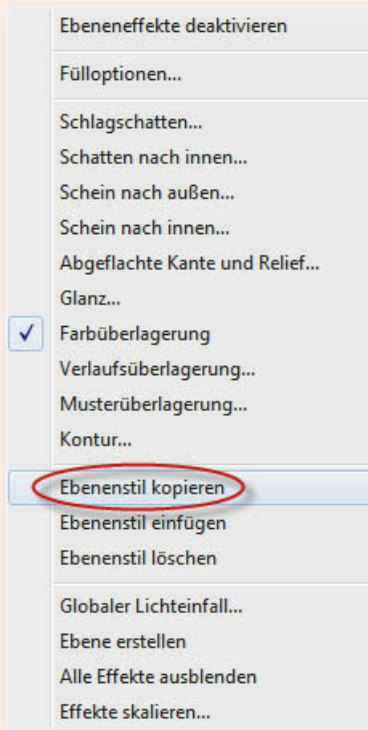 Ebeneneffekte deaktivieren
Fülloptionen...
Schlagschatten...
Schatten nach innen...
Schein nach außen...
Schein nach innen...
Abgeflachte Kante und Relief...
Glanz...
Farbüberlagerung
Verlaufsüberlagerung...
Musterüberlagerung...
Kontur...
Ebenenstil kopieren
Ebenenstil einfügen
Ebenenstil löschen
Globaler Lichteinfall...
Ebene erstellen
Alle Effekte ausblenden
Effekte skalieren...